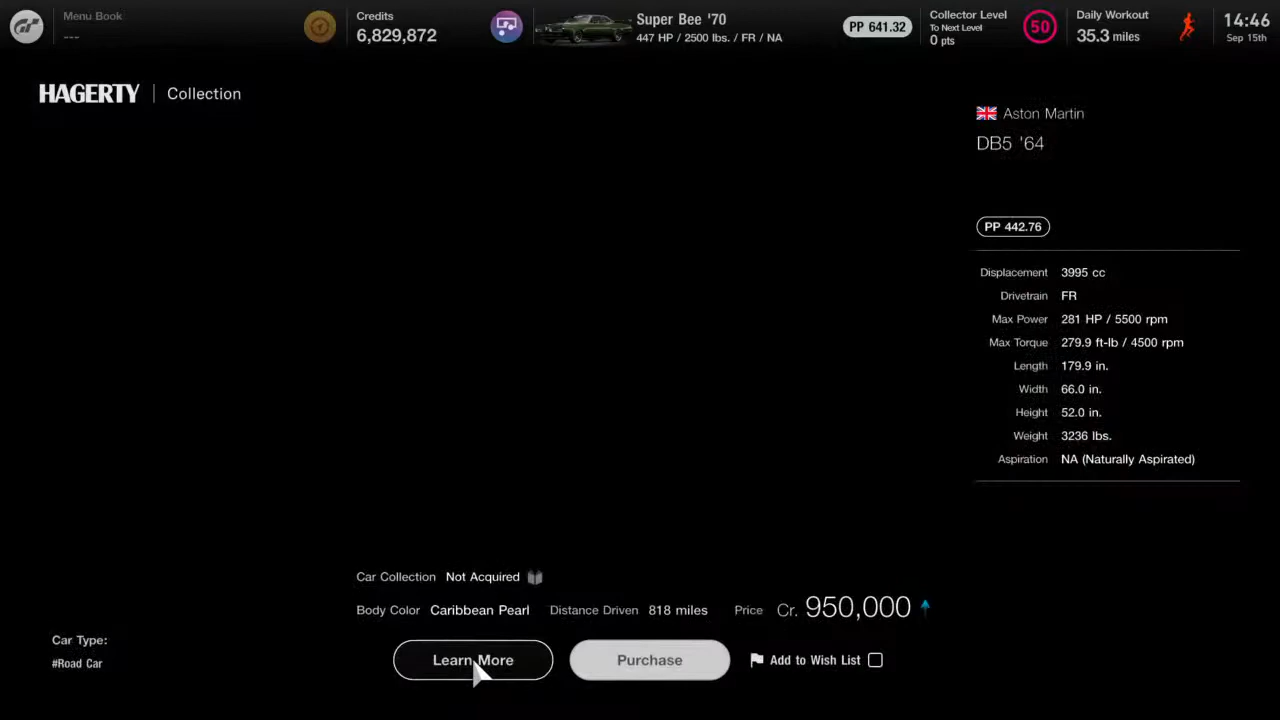 GT
Menu Book
---
Credits
6,829,872
Super Bee '70
447 HP / 2500 lbs. / FR / NA
PP 641.32
Collector Level
To Next Level
0 pts
50
Daily Workout
35.3 miles
14:46
Sep 15th
HAGERTY | Collection
Aston Martin
DB5 '64
PP 442.76
Displacement 3995 cc
Drivetrain FR
Max Power 281 HP / 5500 rpm
Max Torque 279.9 ft-lb / 4500 rpm
Length 179.9 in.
Width 66.0 in.
Height 52.0 in.
Weight 3236 lbs.
Aspiration NA (Naturally Aspirated)
Car Collection Not Acquired
Body Color Caribbean Pearl Distance Driven 818 miles Price Cr. 950,000
Car Type:
#Road Car
Learn More
Purchase
Add to Wish List